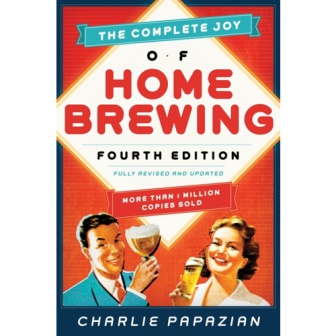 THE COMPLETE JOY
O · F
HOME
BREWING
FOURTH EDITION
FULLY REVISED AND UPDATED
MORE THAN 1 MILLION
COPIES SOLD
CHARLIE PAPAZIAN